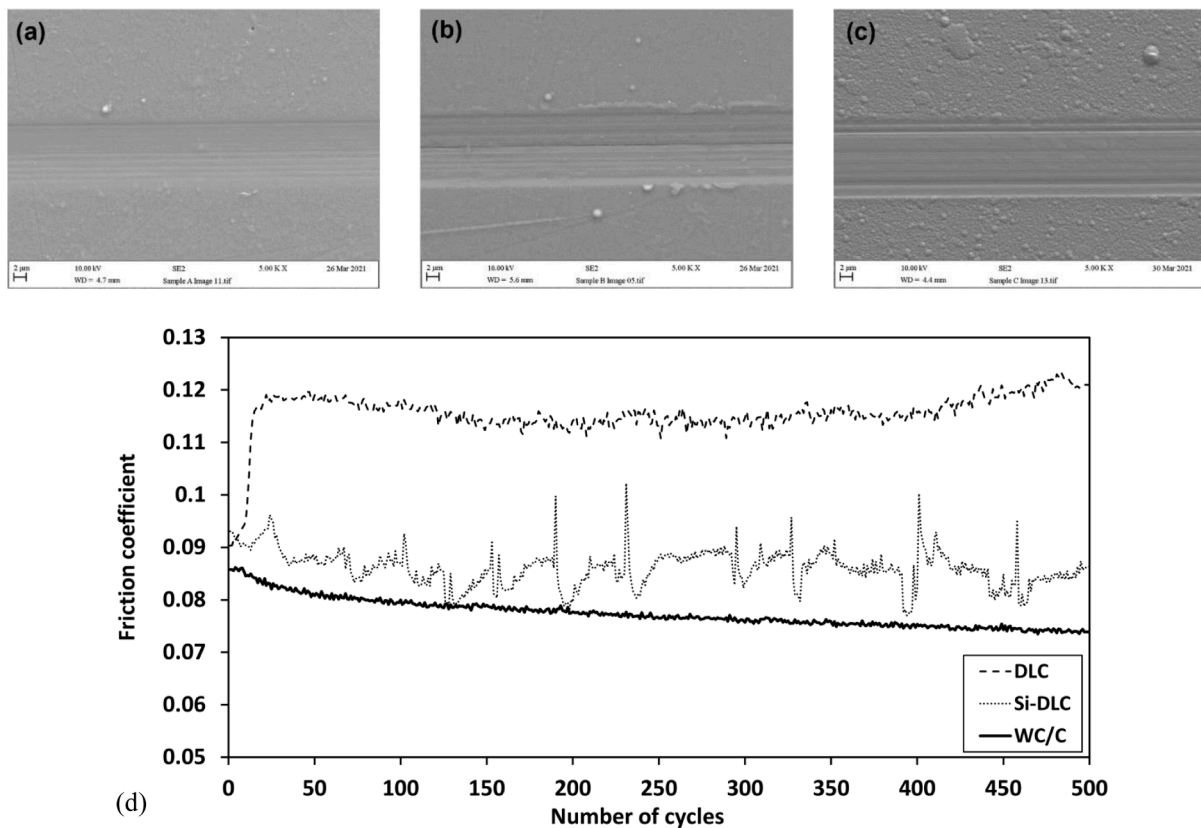 (a)
2 µm
10.00 kV
SE2
5.00 K X
26 Mar 2021
WD = 4.7 mm
Sample A Image 11.tif
(b)
2 µm
10.00 kV
SE2
5.00 K X
26 Mar 2021
WD = 5.6 mm
Sample B Image 05.tif
(c)
2 µm
10.00 kV
SE2
5.00 K X
30 Mar 2021
WD = 4.4 mm
Sample C Image 13.tif
0.13
0.12
0.11
0.1
0.09
0.08
0.07
0.06
0.05
Friction coefficient
DLC
Si-DLC
WC/C
0 50 100 150 200 250 300 350 400 450 500
Number of cycles
(d)